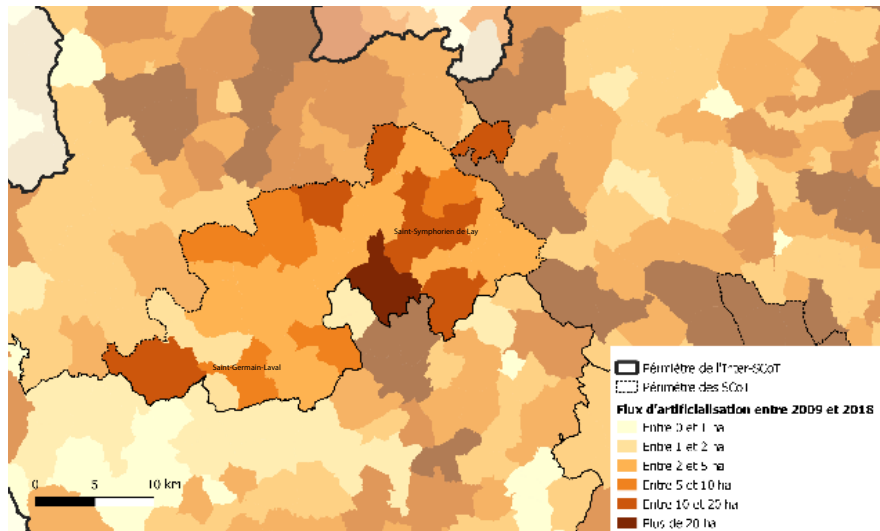 Saint-Symphorien de Lay
Saint-Germain-Laval
0 5 10 km
Périmètre de l'Inter-SCoT
Périmètre des SCoT
Flux d'artificialisation entre 2009 et 2018
Entre 0 et 1 ha
Entre 1 et 2 ha
Entre 2 et 5 ha
Entre 5 et 10 ha
Entre 10 et 20 ha
Plus de 20 ha